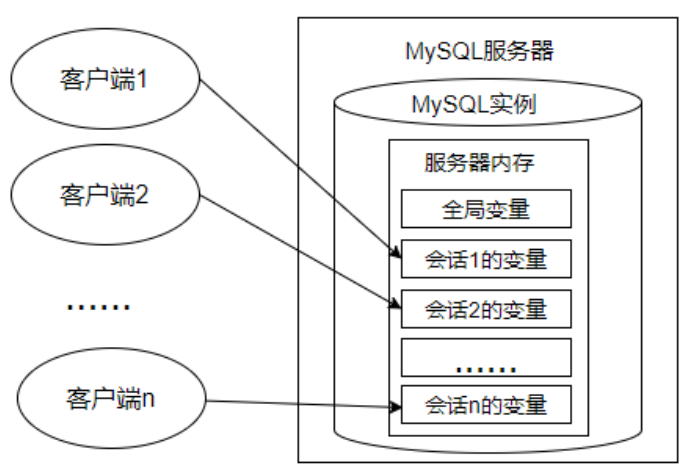 客户端1
客户端2
……
客户端n
MySQL服务器
MySQL实例
服务器内存
全局变量
会话1的变量
会话2的变量
……
会话n的变量